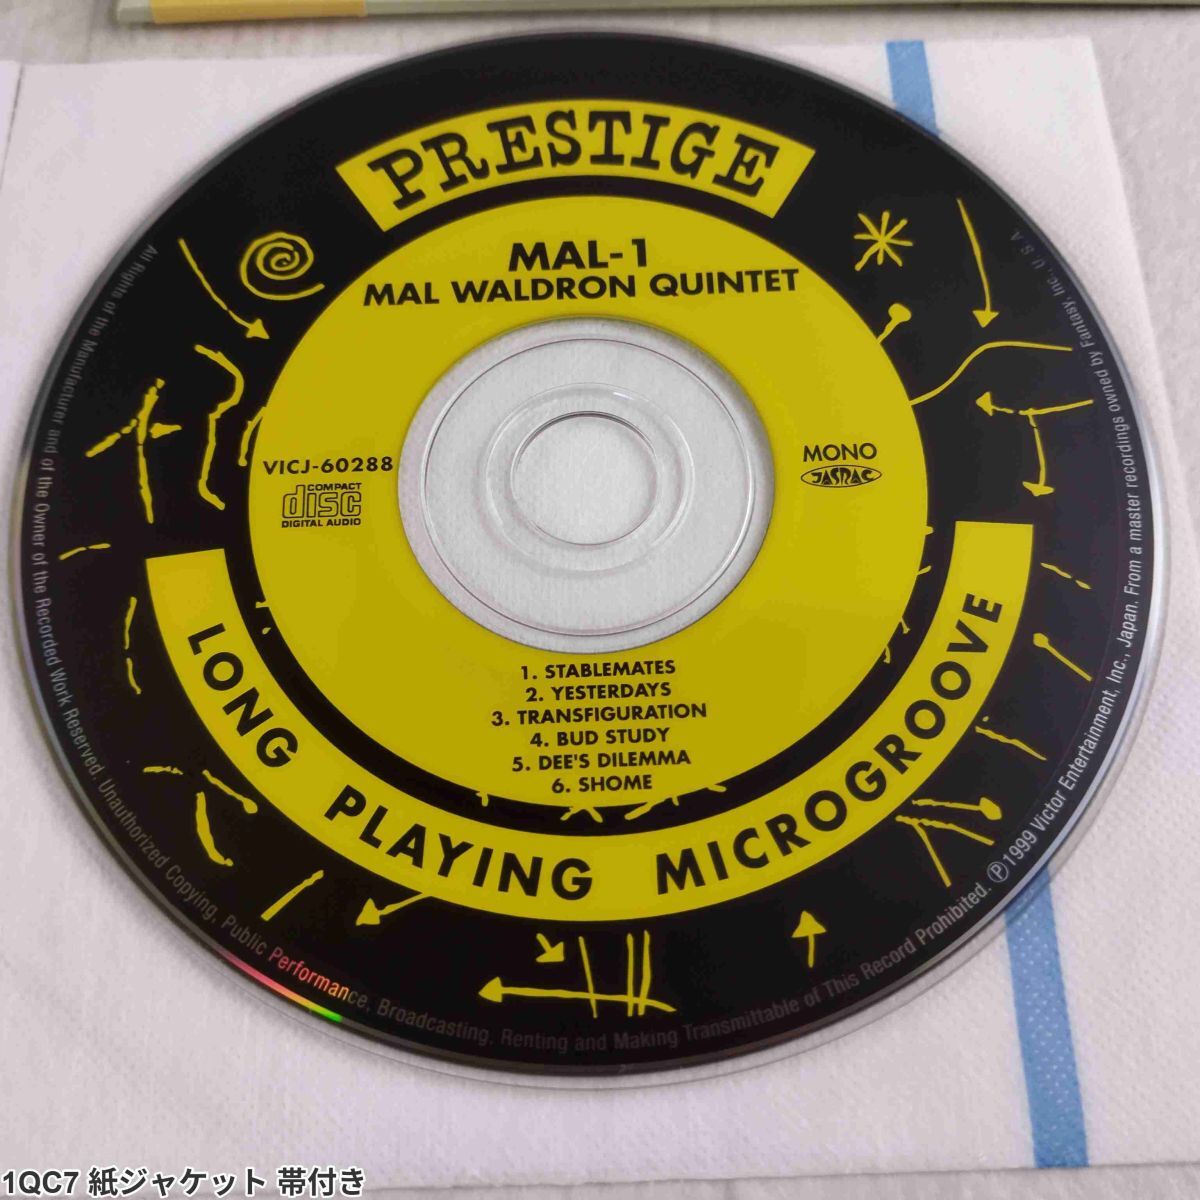 PRESTIGE
MAL-1
MAL WALDRON QUINTET
VICJ-60288
COMPACT
disc
DIGITAL AUDIO
MONO
JASRAC
1. STABLEMATES
2. YESTERDAYS
3. TRANSFIGURATION
4. BUD STUDY
5. DEE'S DILEMMA
6. SHOME
LONG PLAYING MICROGROOVE
All Rights of the Manufacturer and of the Owner of the Recorded Work Reserved. Unauthorized Copying, Public Performance, Broadcasting, Renting and Making Transmittable of This Record Prohibited. Ⓟ1999 Victor Entertainment, Inc., Japan. From a master recordings owned by Fantasy, Inc. U.S.A.
1QC7 紙ジャケット 帯付き